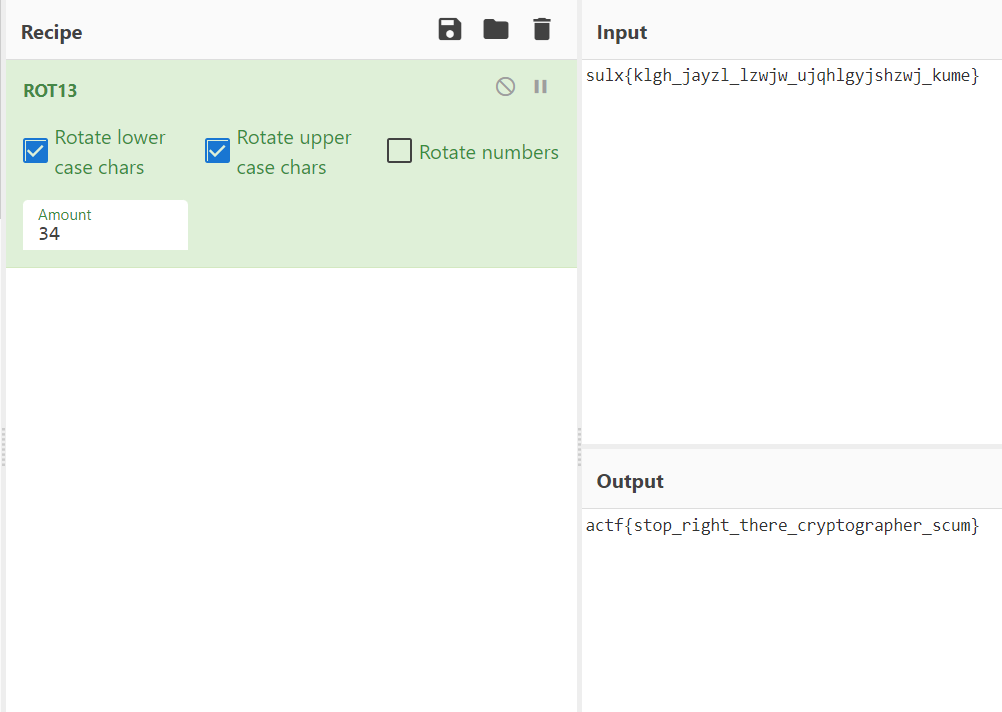 Recipe
ROT13
Rotate lower
case chars
Rotate upper
case chars
Rotate numbers
Amount
34
Input
sulx{klgh_jayzl_lzwjw_ujqhlgyjshzwj_kume}
Output
actf{stop_right_there_cryptographer_scum}